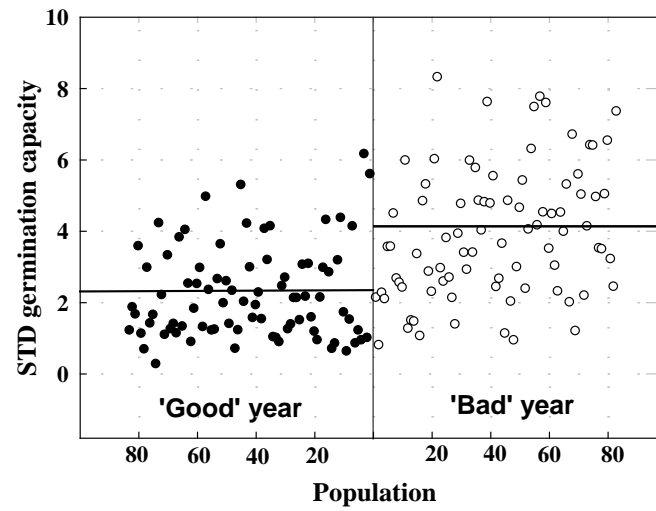 STD germination capacity
10
8
6
4
2
0
'Good' year
'Bad' year
80 60 40 20 20 40 60 80
Population